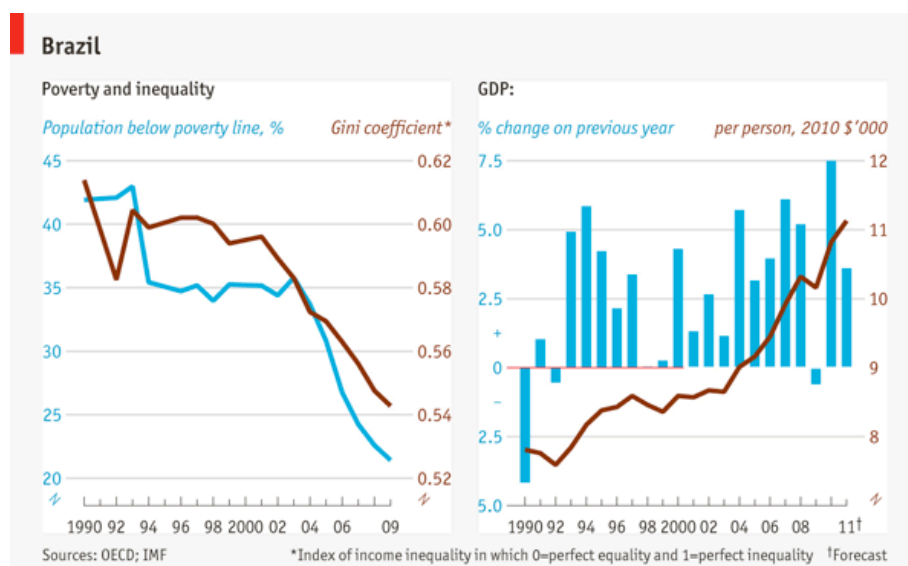 Brazil
Poverty and inequality
Population below poverty line, %
Gini coefficient*
45
40
35
30
25
20
0.62
0.60
0.58
0.56
0.54
0.52
1990 92 94 96 98 2000 02 04 06 09
GDP:
% change on previous year
per person, 2010 $'000
7.5
5.0
2.5
+
0
−
2.5
5.0
12
11
10
9
8
1990 92 94 96 98 2000 02 04 06 08 11†
Sources: OECD; IMF
*Index of income inequality in which 0=perfect equality and 1=perfect inequality †Forecast